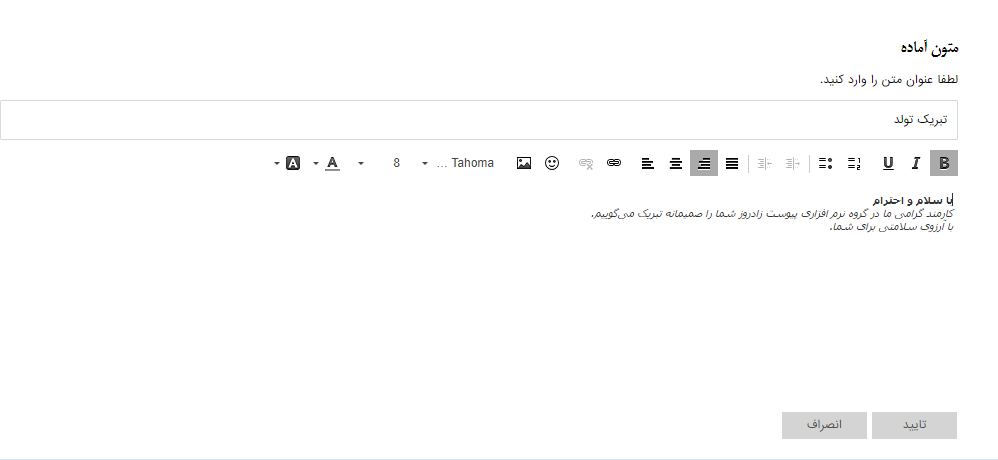 متون آماده
لطفا عنوان متن را وارد کنید.
تبریک تولد
B I U 8 Tahoma ... A A
با سلام و احترام
کارمند گرامی ما در گروه نرم افزاری پیوست زادروز شما را صمیمانه تبریک می‌گوییم.
با آرزوی سلامتی برای شما.
تایید انصراف